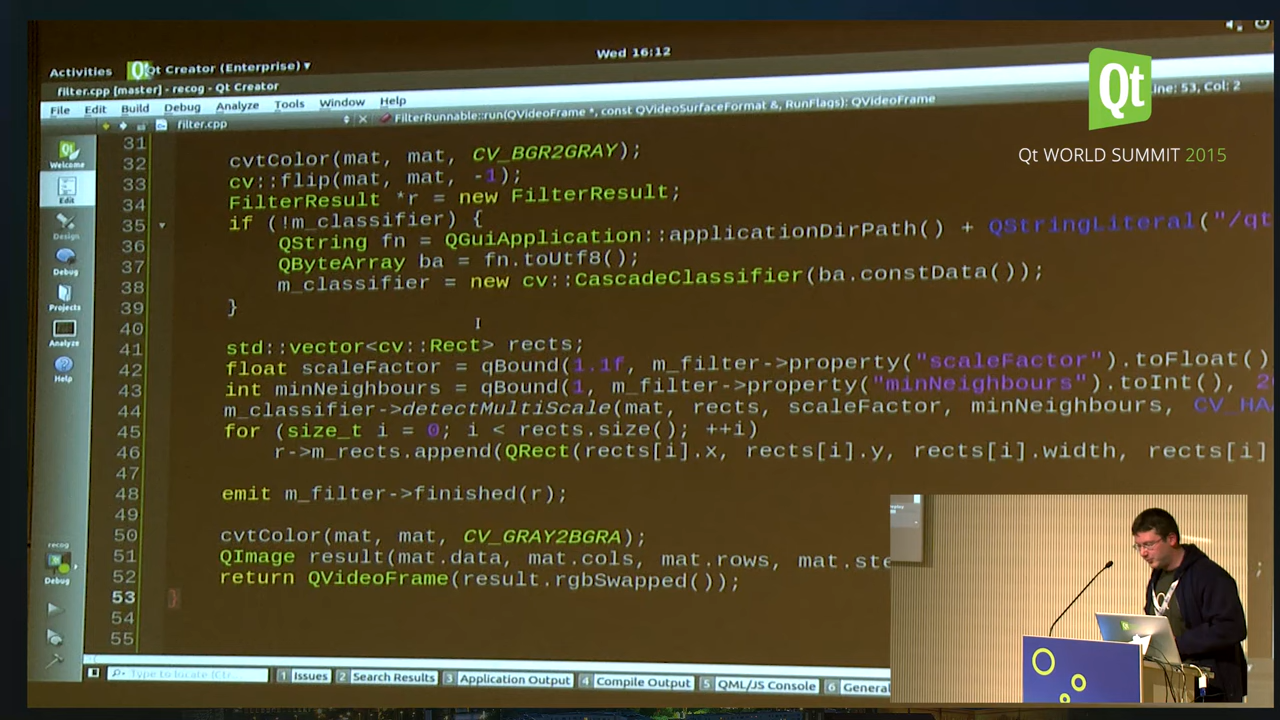 Wed 16:12
Activities
Qt Creator (Enterprise) ▾
filter.cpp [master] - recog - Qt Creator
File Edit Build Debug Analyze Tools Window Help
filter.cpp
FilterRunnable::run(QVideoFrame *, const QVideoSurfaceFormat &, RunFlags): QVideoFrame
Line: 53, Col: 2
Qt
Qt WORLD SUMMIT 2015
Welcome
Edit
Design
Debug
Projects
Analyze
Help
recog
Debug
31
32 cvtColor(mat, mat, CV_BGR2GRAY);
33 cv::flip(mat, mat, -1);
34 FilterResult *r = new FilterResult;
35 if (!m_classifier) {
36 QString fn = QGuiApplication::applicationDirPath() + QStringLiteral("/qt
37 QByteArray ba = fn.toUtf8();
38 m_classifier = new cv::CascadeClassifier(ba.constData());
39 }
40
41 std::vector<cv::Rect> rects;
42 float scaleFactor = qBound(1.1f, m_filter->property("scaleFactor").toFloat()
43 int minNeighbours = qBound(1, m_filter->property("minNeighbours").toInt(), 2
44 m_classifier->detectMultiScale(mat, rects, scaleFactor, minNeighbours, CV_HA
45 for (size_t i = 0; i < rects.size(); ++i)
46 r->m_rects.append(QRect(rects[i].x, rects[i].y, rects[i].width, rects[i]
47
48 emit m_filter->finished(r);
49
50 cvtColor(mat, mat, CV_GRAY2BGRA);
51 QImage result(mat.data, mat.cols, mat.rows, mat.ste
52 return QVideoFrame(result.rgbSwapped());
53 }
54
55
Type to locate (Ctrl...
1 Issues 2 Search Results 3 Application Output 4 Compile Output 5 QML/JS Console 6 General
Qt